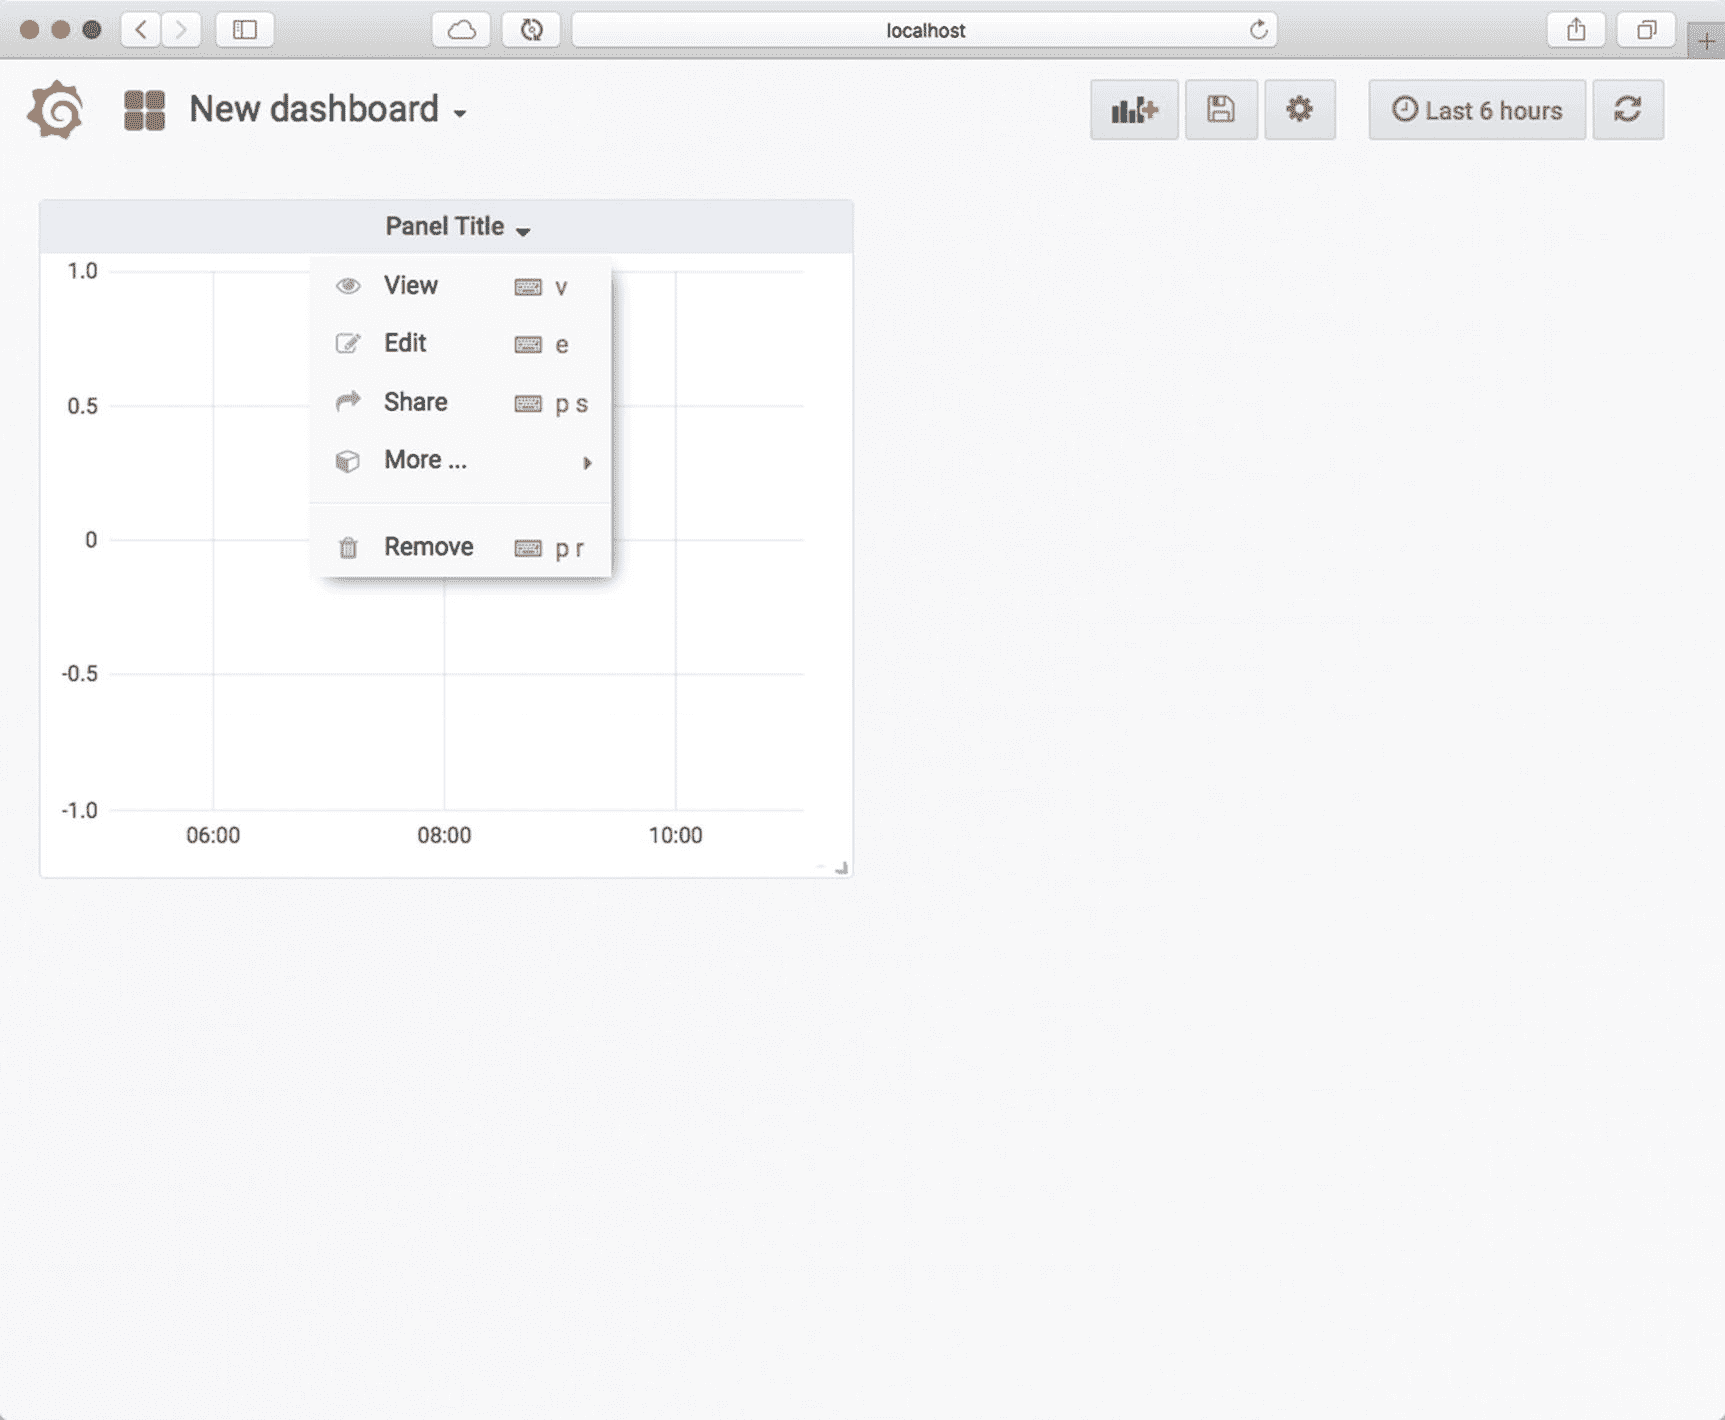 localhost
New dashboard
Last 6 hours
Panel Title
1.0
View v
Edit e
0.5
Share p s
More ...
0
Remove p r
-0.5
-1.0
06:00 08:00 10:00